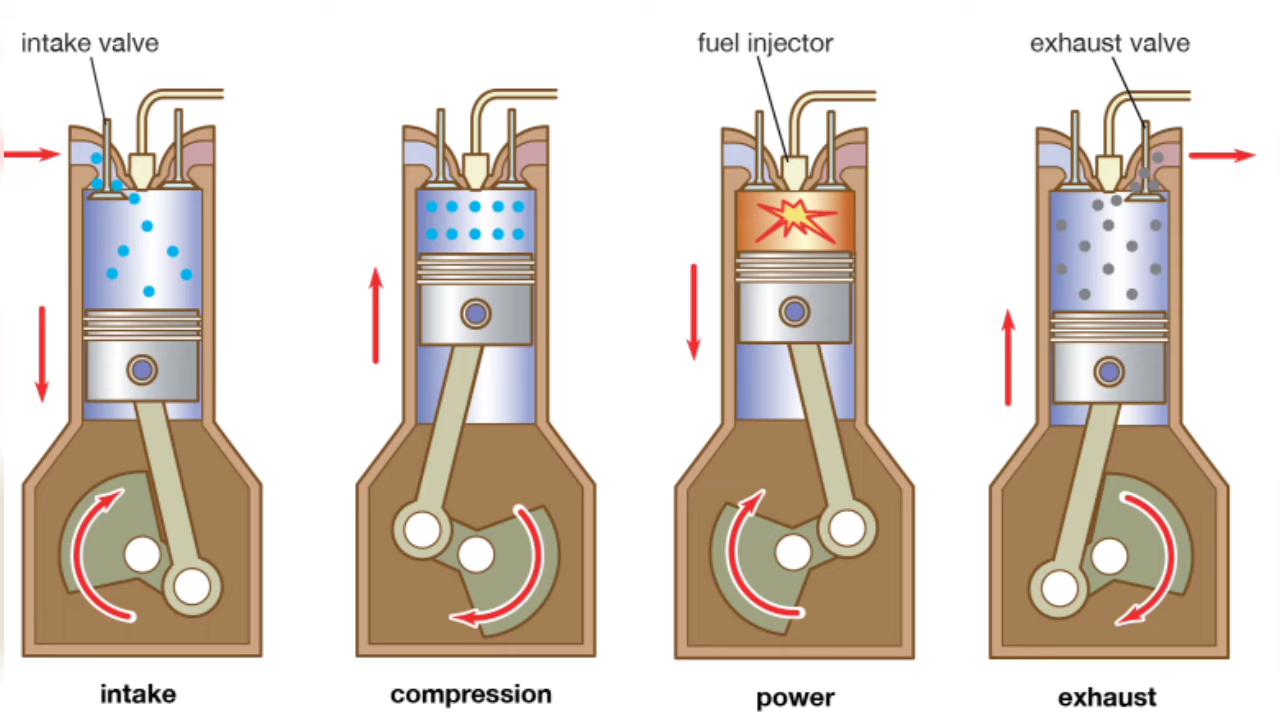 intake valve
fuel injector
exhaust valve
intake
compression
power
exhaust